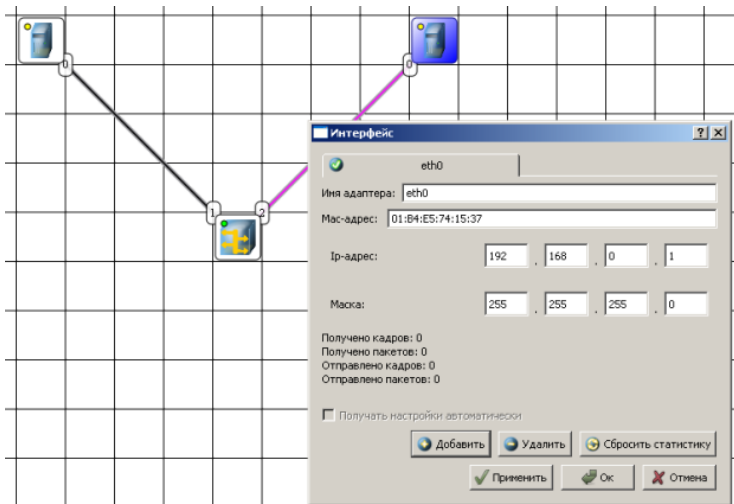 0
0
1
2
Интерфейс
eth0
Имя адаптера: eth0
Mac-адрес: 01:B4:E5:74:15:37
Ip-адрес: 192 . 168 . 0 . 1
Маска: 255 . 255 . 255 . 0
Получено кадров: 0
Получено пакетов: 0
Отправлено кадров: 0
Отправлено пакетов: 0
Получать настройки автоматически
Добавить Удалить Сбросить статистику
Применить Ок Отмена